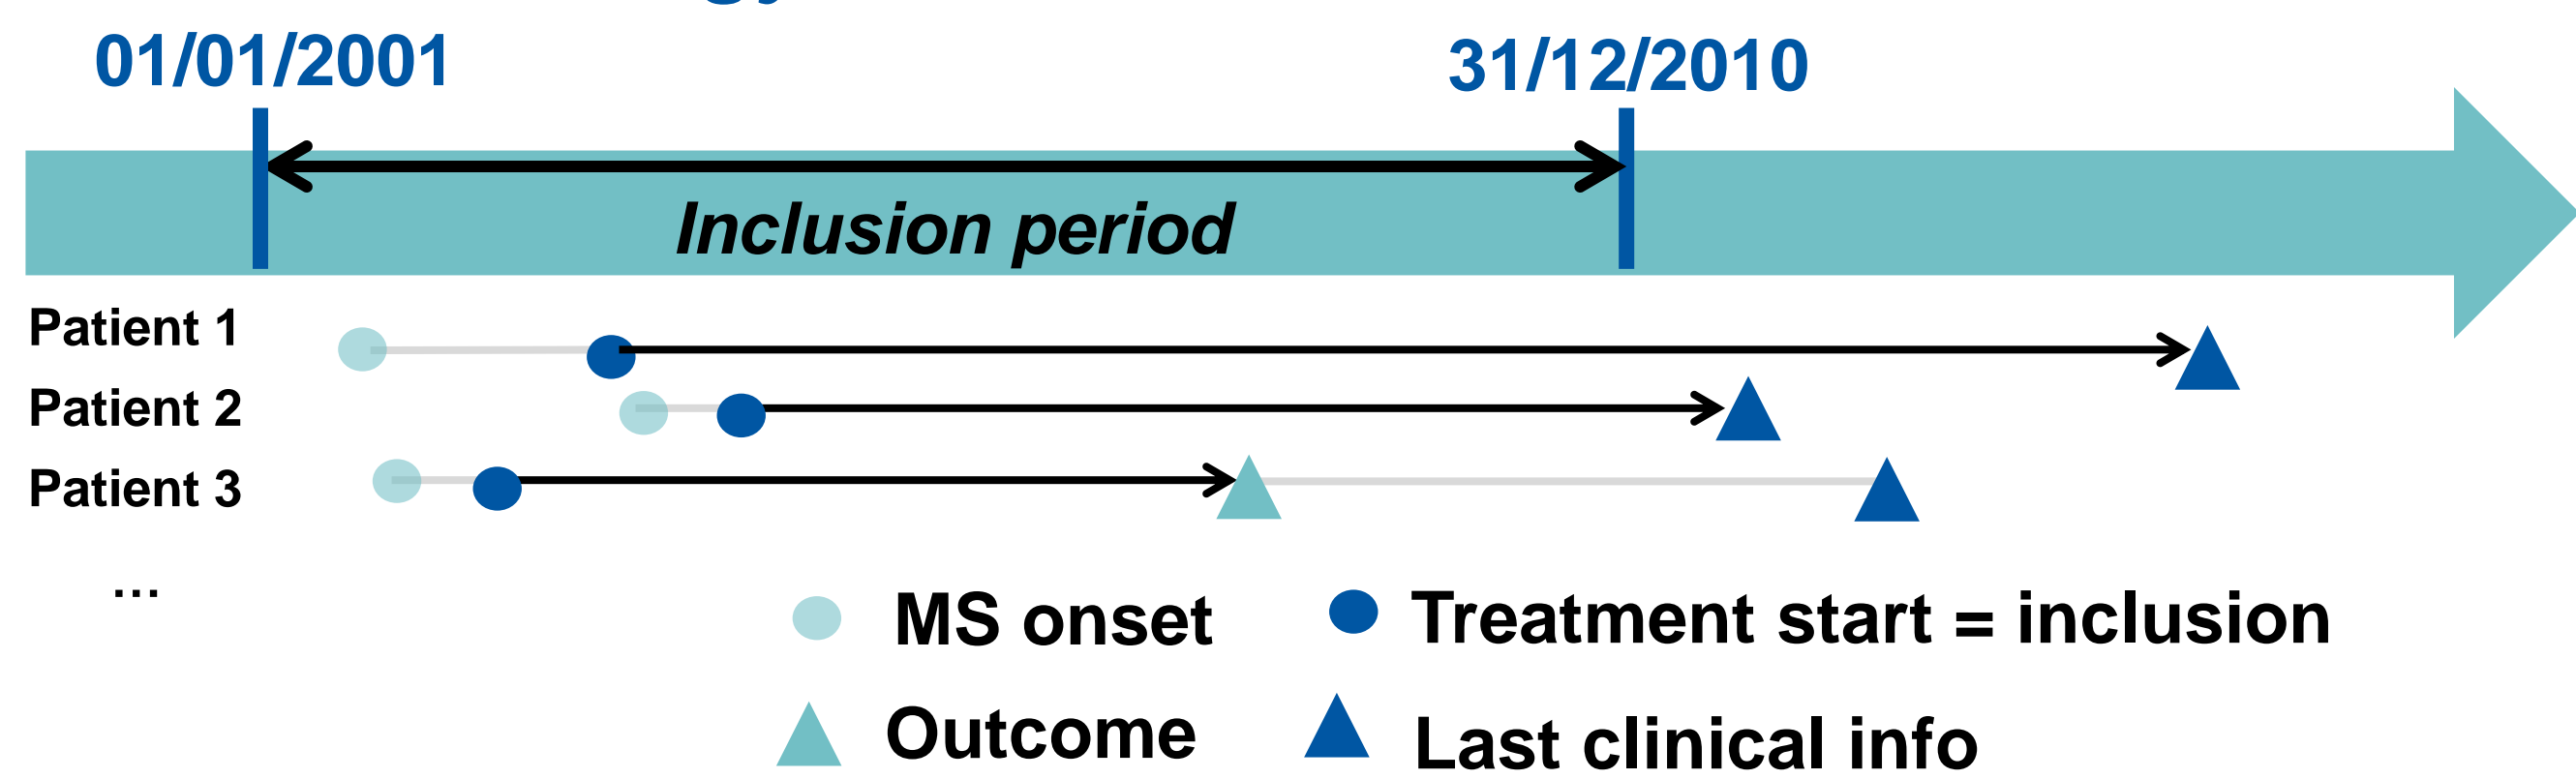 01/01/2001
31/12/2010
Inclusion period
Patient 1
Patient 2
Patient 3
...
MS onset
Treatment start = inclusion
Outcome
Last clinical info